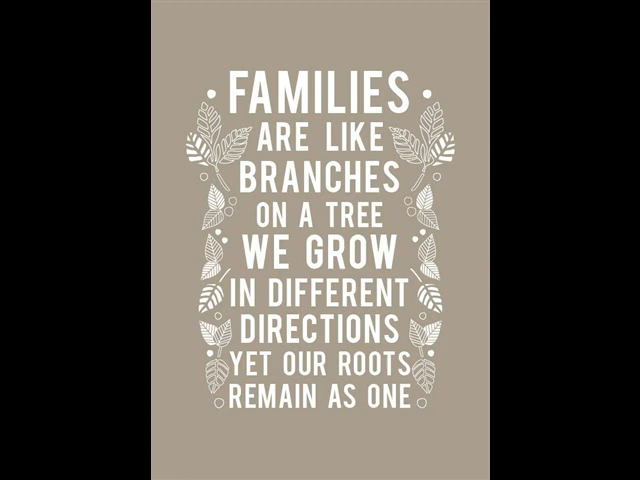 FAMILIES
ARE LIKE
BRANCHES
ON A TREE
WE GROW
IN DIFFERENT
DIRECTIONS
YET OUR ROOTS
REMAIN AS ONE